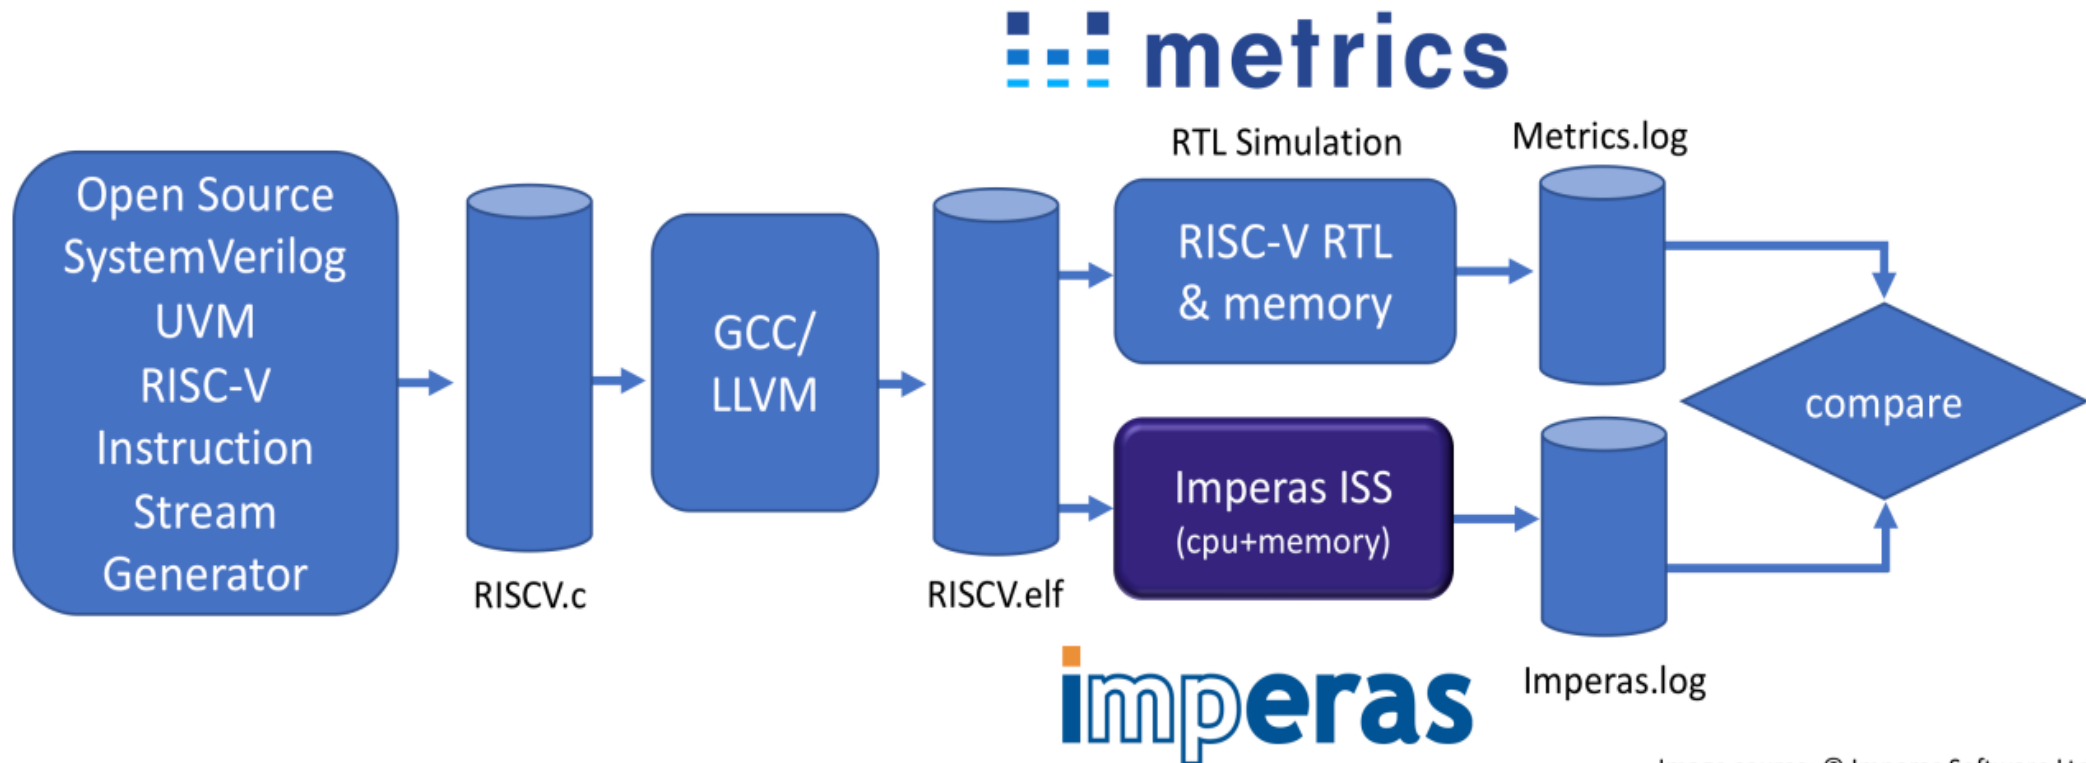 metrics
RTL Simulation
Metrics.log
Open Source
SystemVerilog
UVM
RISC-V
Instruction
Stream
Generator
RISCV.c
GCC/
LLVM
RISCV.elf
RISC-V RTL
& memory
Imperas ISS
(cpu+memory)
compare
Imperas.log
imperas